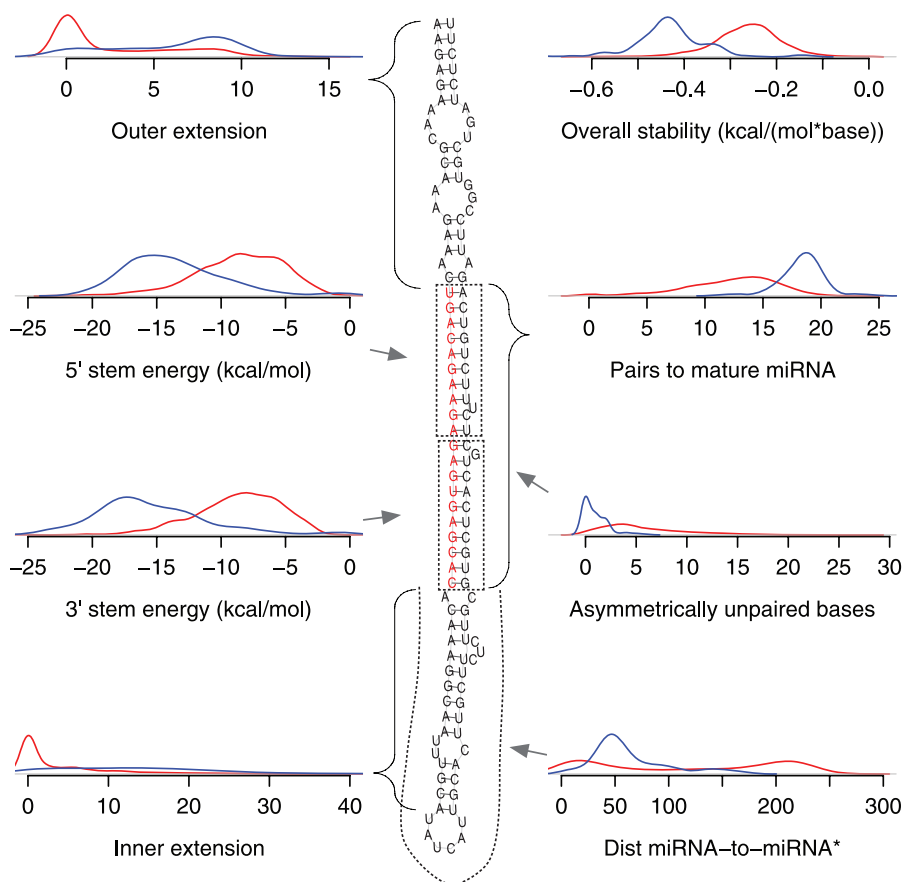 Outer extension
0 5 10 15
Overall stability (kcal/(mol*base))
−0.6 −0.4 −0.2 0.0
5' stem energy (kcal/mol)
−25 −20 −15 −10 −5 0
Pairs to mature miRNA
0 5 10 15 20 25
3' stem energy (kcal/mol)
−25 −20 −15 −10 −5 0
Asymmetrically unpaired bases
0 5 10 15 20 25 30
Inner extension
0 10 20 30 40
Dist miRNA−to−miRNA*
0 50 100 200 300
UGACAGAAGAGAGUGAGCAC